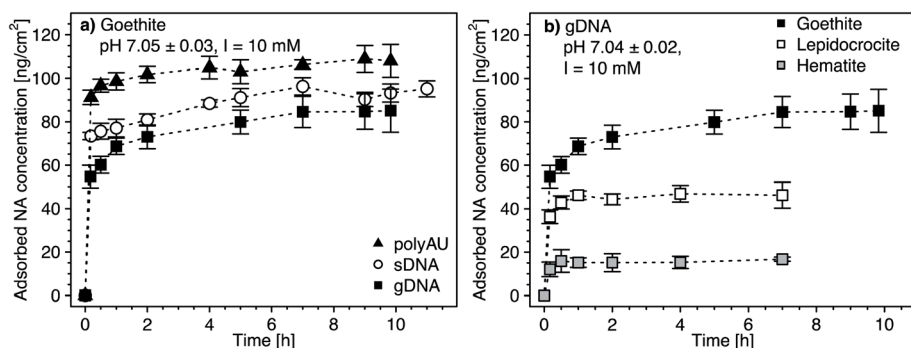 a) Goethite
pH 7.05 ± 0.03, I = 10 mM
Adsorbed NA concentration [ng/cm²]
120
100
80
60
40
20
0
polyAU
sDNA
gDNA
0 2 4 6 8 10
Time [h]
b) gDNA
pH 7.04 ± 0.02,
I = 10 mM
Goethite
Lepidocrocite
Hematite
Adsorbed NA concentration [ng/cm²]
120
100
80
60
40
20
0
0 2 4 6 8 10
Time [h]